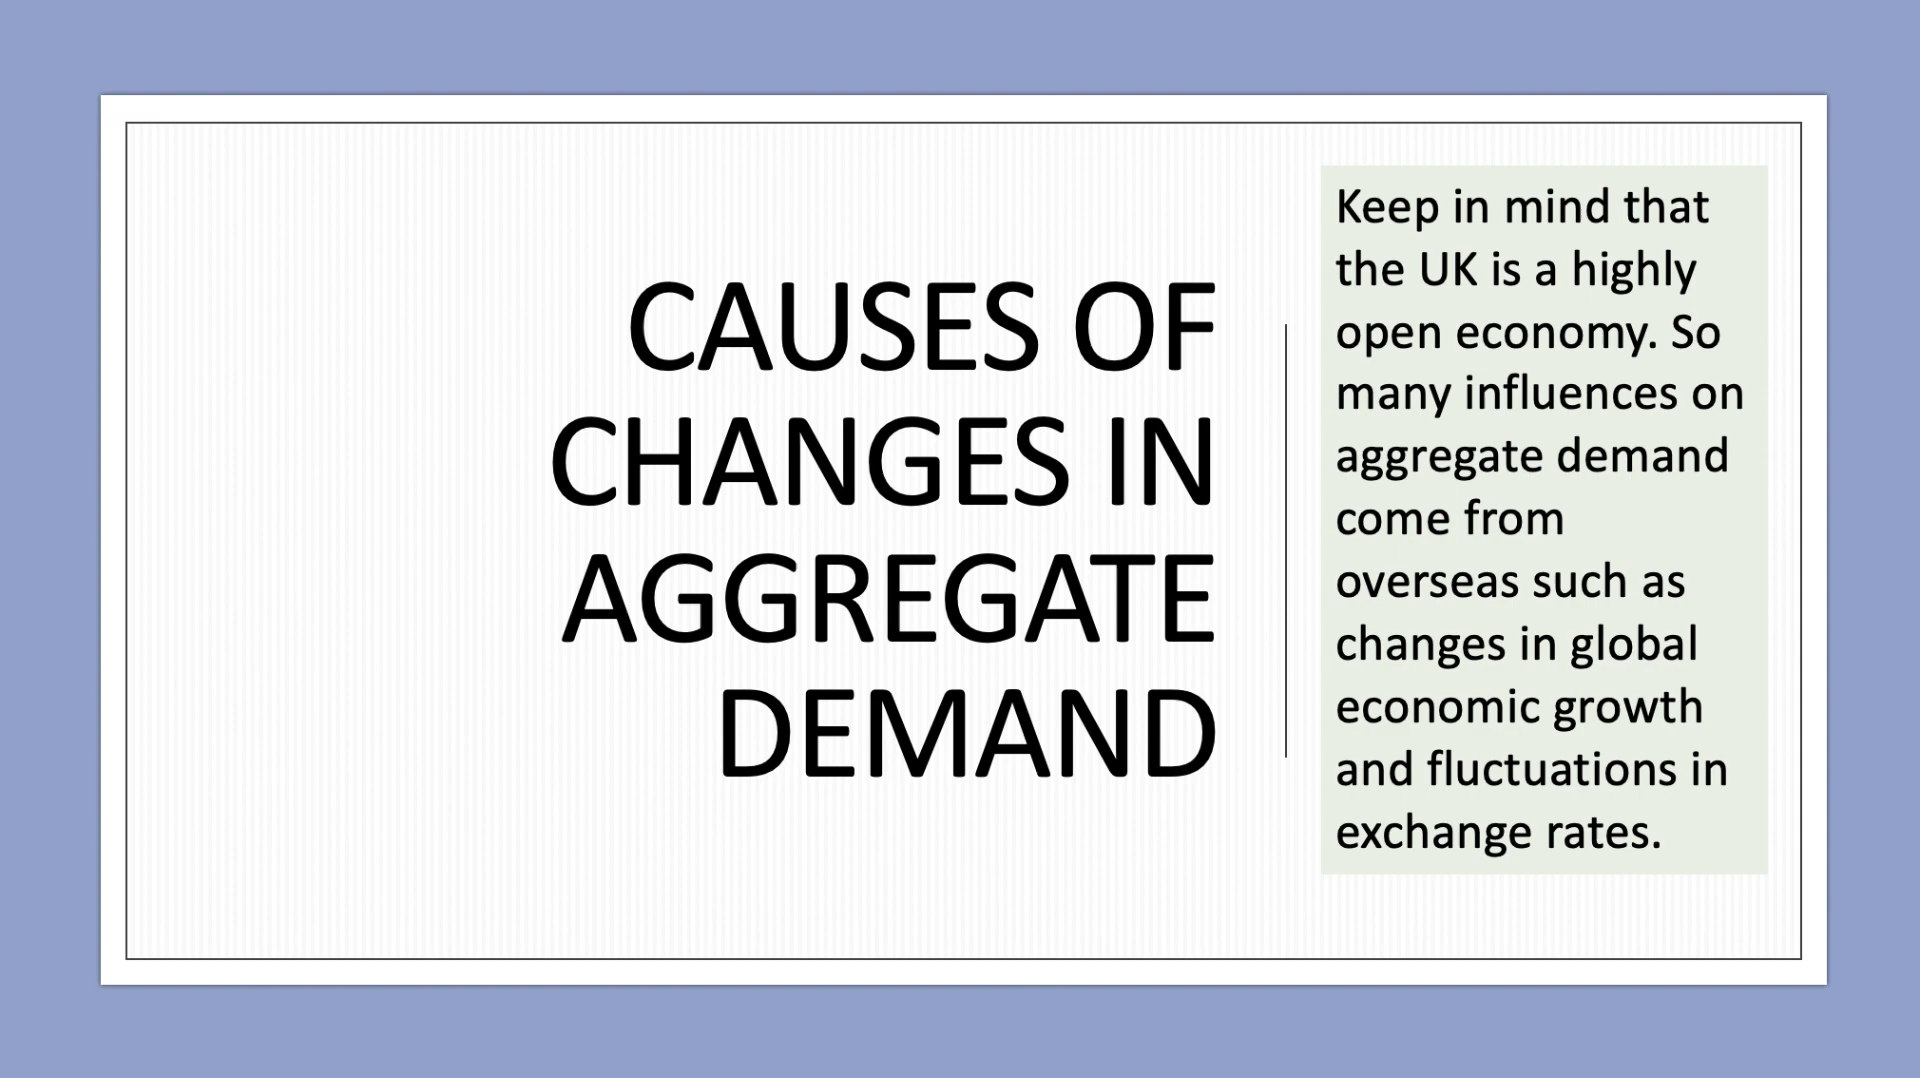 CAUSES OF
CHANGES IN
AGGREGATE
DEMAND
Keep in mind that
the UK is a highly
open economy. So
many influences on
aggregate demand
come from
overseas such as
changes in global
economic growth
and fluctuations in
exchange rates.